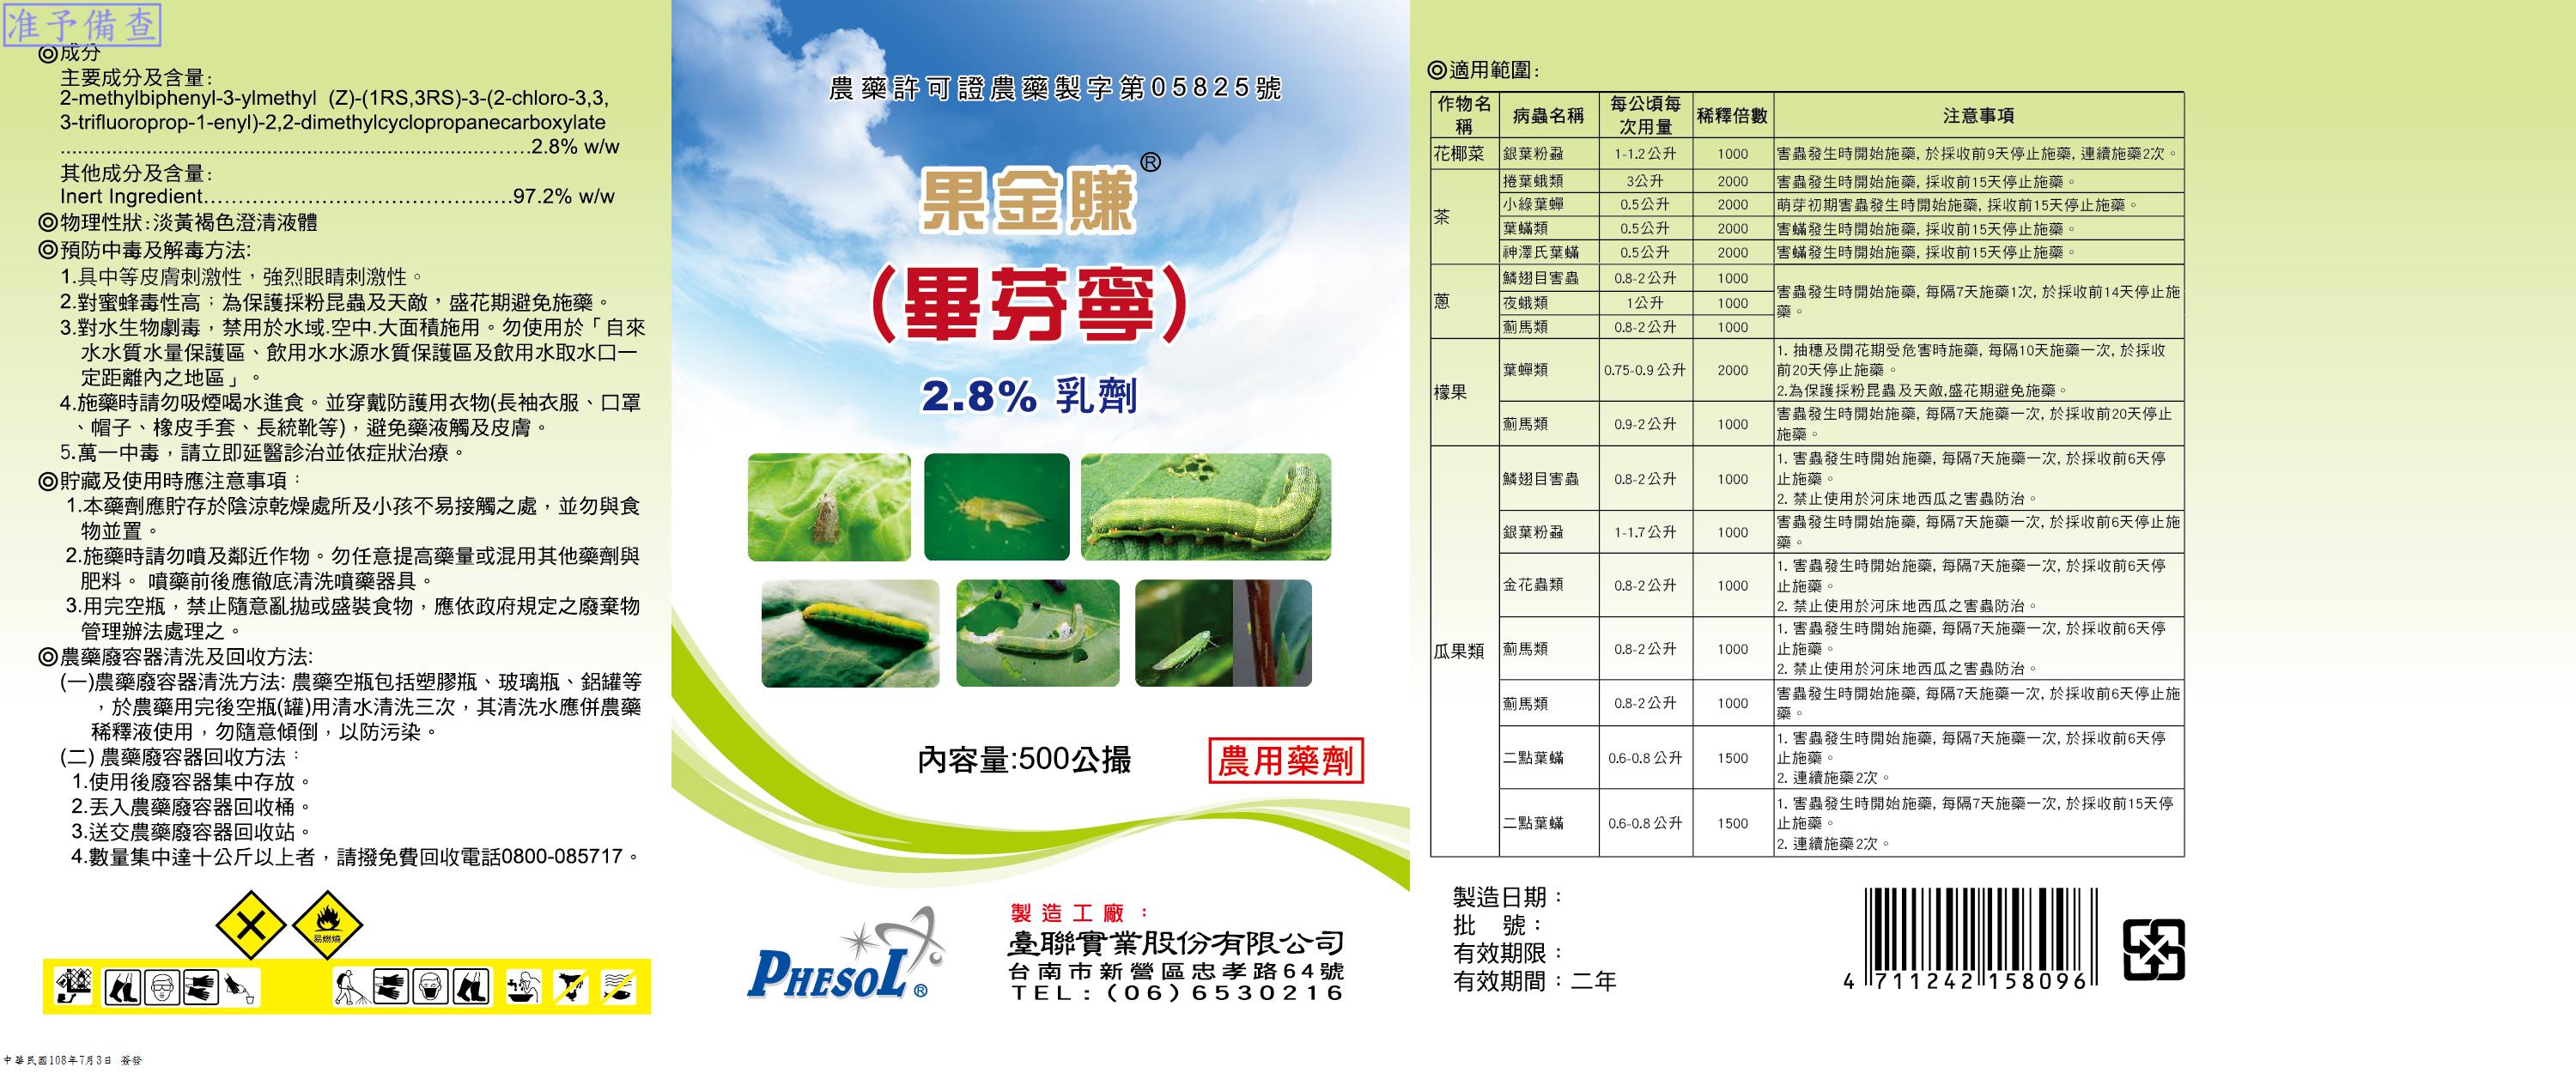 准予備查
◎成分
主要成分及含量:
2-methylbiphenyl-3-ylmethyl (Z)-(1RS,3RS)-3-(2-chloro-3,3,
3-trifluoroprop-1-enyl)-2,2-dimethylcyclopropanecarboxylate
................................................................................2.8% w/w
其他成分及含量:
Inert Ingredient......................................................97.2% w/w
◎物理性狀:淡黃褐色澄清液體
◎預防中毒及解毒方法:
1.具中等皮膚刺激性，強烈眼睛刺激性。
2.對蜜蜂毒性高；為保護採粉昆蟲及天敵，盛花期避免施藥。
3.對水生物劇毒，禁用於水域.空中.大面積施用。勿使用於「自來
水水質水量保護區、飲用水水源水質保護區及飲用水取水口一
定距離內之地區」。
4.施藥時請勿吸煙喝水進食。並穿戴防護用衣物(長袖衣服、口罩
、帽子、橡皮手套、長統靴等)，避免藥液觸及皮膚。
5.萬一中毒，請立即延醫診治並依症狀治療。
◎貯藏及使用時應注意事項：
1.本藥劑應貯存於陰涼乾燥處所及小孩不易接觸之處，並勿與食
物並置。
2.施藥時請勿噴及鄰近作物。勿任意提高藥量或混用其他藥劑與
肥料。 噴藥前後應徹底清洗噴藥器具。
3.用完空瓶，禁止隨意亂拋或盛裝食物，應依政府規定之廢棄物
管理辦法處理之。
◎農藥廢容器清洗及回收方法:
(一)農藥廢容器清洗方法: 農藥空瓶包括塑膠瓶、玻璃瓶、鋁罐等
，於農藥用完後空瓶(罐)用清水清洗三次，其清洗水應併農藥
稀釋液使用，勿隨意傾倒，以防污染。
(二) 農藥廢容器回收方法：
1.使用後廢容器集中存放。
2.丟入農藥廢容器回收桶。
3.送交農藥廢容器回收站。
4.數量集中達十公斤以上者，請撥免費回收電話0800-085717。
易燃燒
中華民國108年7月3日 簽發
農藥許可證農藥製字第05825號
果金賺®
(畢芬寧)
2.8% 乳劑
內容量:500公撮
農用藥劑
PHESOL®
製造工廠：
臺聯實業股份有限公司
台南市新營區忠孝路64號
TEL:(06)6530216
◎適用範圍:
作物名稱 病蟲名稱 每公頃每次用量 稀釋倍數 注意事項
花椰菜 銀葉粉蝨 1-1.2公升 1000 害蟲發生時開始施藥, 於採收前9天停止施藥, 連續施藥2次。
茶 捲葉蛾類 3公升 2000 害蟲發生時開始施藥, 採收前15天停止施藥。
小綠葉蟬 0.5公升 2000 萌芽初期害蟲發生時開始施藥, 採收前15天停止施藥。
葉蟎類 0.5公升 2000 害蟎發生時開始施藥, 採收前15天停止施藥。
神澤氏葉蟎 0.5公升 2000 害蟎發生時開始施藥, 採收前15天停止施藥。
蔥 鱗翅目害蟲 0.8-2公升 1000 害蟲發生時開始施藥, 每隔7天施藥1次, 於採收前14天停止施
藥。
夜蛾類 1公升 1000
薊馬類 0.8-2公升 1000
檬果 葉蟬類 0.75-0.9公升 2000 1. 抽穗及開花期受危害時施藥, 每隔10天施藥一次, 於採收
前20天停止施藥。
2.為保護採粉昆蟲及天敵,盛花期避免施藥。
薊馬類 0.9-2公升 1000 害蟲發生時開始施藥, 每隔7天施藥一次, 於採收前20天停止
施藥。
瓜果類 鱗翅目害蟲 0.8-2公升 1000 1. 害蟲發生時開始施藥, 每隔7天施藥一次, 於採收前6天停
止施藥。
2. 禁止使用於河床地西瓜之害蟲防治。
銀葉粉蝨 1-1.7公升 1000 害蟲發生時開始施藥, 每隔7天施藥一次, 於採收前6天停止施
藥。
金花蟲類 0.8-2公升 1000 1. 害蟲發生時開始施藥, 每隔7天施藥一次, 於採收前6天停
止施藥。
2. 禁止使用於河床地西瓜之害蟲防治。
薊馬類 0.8-2公升 1000 1. 害蟲發生時開始施藥, 每隔7天施藥一次, 於採收前6天停
止施藥。
2. 禁止使用於河床地西瓜之害蟲防治。
薊馬類 0.8-2公升 1000 害蟲發生時開始施藥, 每隔7天施藥一次, 於採收前6天停止施
藥。
二點葉蟎 0.6-0.8公升 1500 1. 害蟲發生時開始施藥, 每隔7天施藥一次, 於採收前6天停
止施藥。
2. 連續施藥2次。
二點葉蟎 0.6-0.8公升 1500 1. 害蟲發生時開始施藥, 每隔7天施藥一次, 於採收前15天停
止施藥。
2. 連續施藥2次。
製造日期：
批 號：
有效期限：
有效期間：二年
4 711242 158096